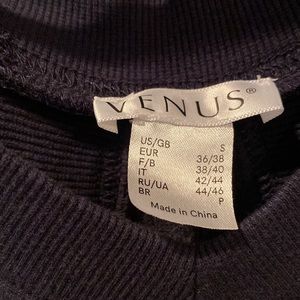 VENUS®
US/GB S
EUR 36/38
F/B 38/40
IT 42/44
RU/UA 44/46
BR P
Made in China